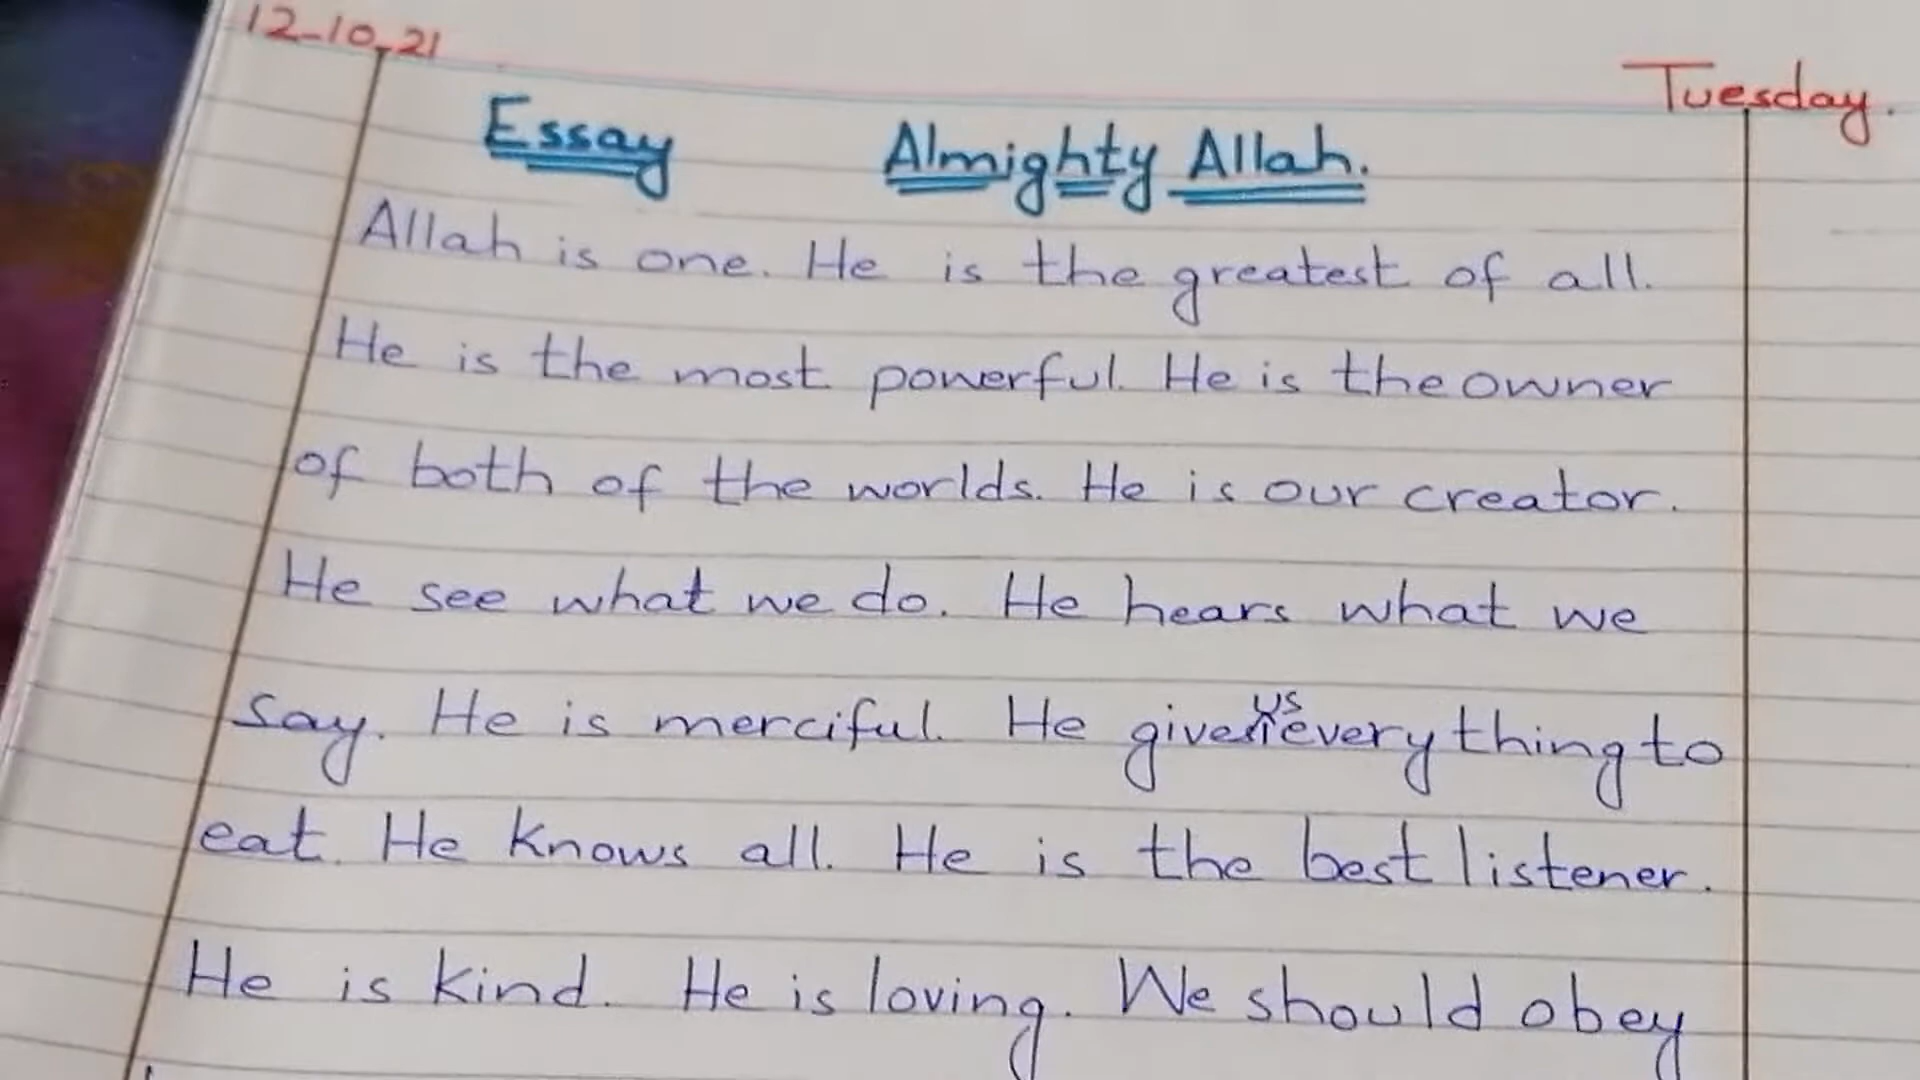 12-10-21
Tuesday.
Essay Almighty Allah.
Allah is one. He is the greatest of all.
He is the most powerful. He is the owner
of both of the worlds. He is our creator.
He see what we do. He hears what we
say. He is merciful. He gives us everything to
eat. He knows all. He is the best listener.
He is kind. He is loving. We should obey